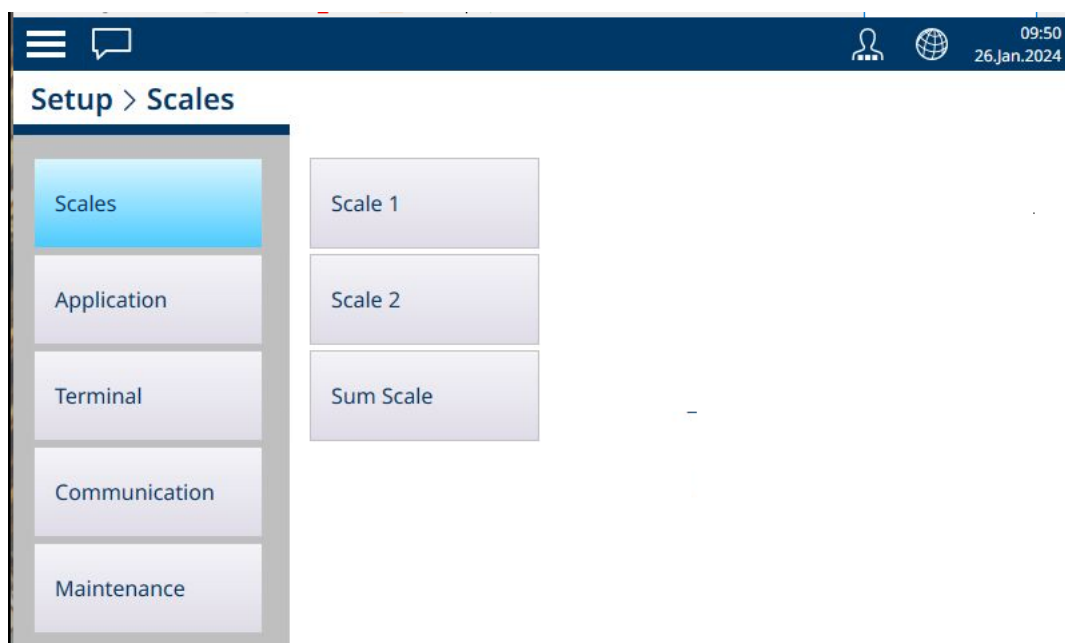 09:50
26.Jan.2024
Setup > Scales
Scales
Scale 1
Application
Scale 2
Terminal
Sum Scale
Communication
Maintenance